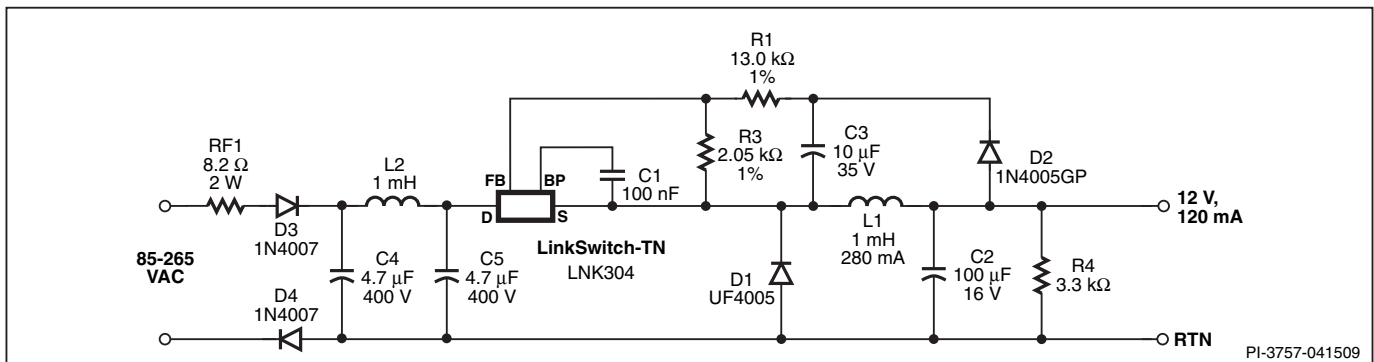 R1
13.0 kΩ
1%
RF1
8.2 Ω
2 W
L2
1 mH
FB
BP
D
S
C1
100 nF
R3
2.05 kΩ
1%
C3
10 µF
35 V
D2
1N4005GP
D3
1N4007
85-265
VAC
D4
1N4007
C4
4.7 µF
400 V
C5
4.7 µF
400 V
LinkSwitch-TN
LNK304
D1
UF4005
L1
1 mH
280 mA
C2
100 µF
16 V
R4
3.3 kΩ
12 V,
120 mA
RTN
PI-3757-041509